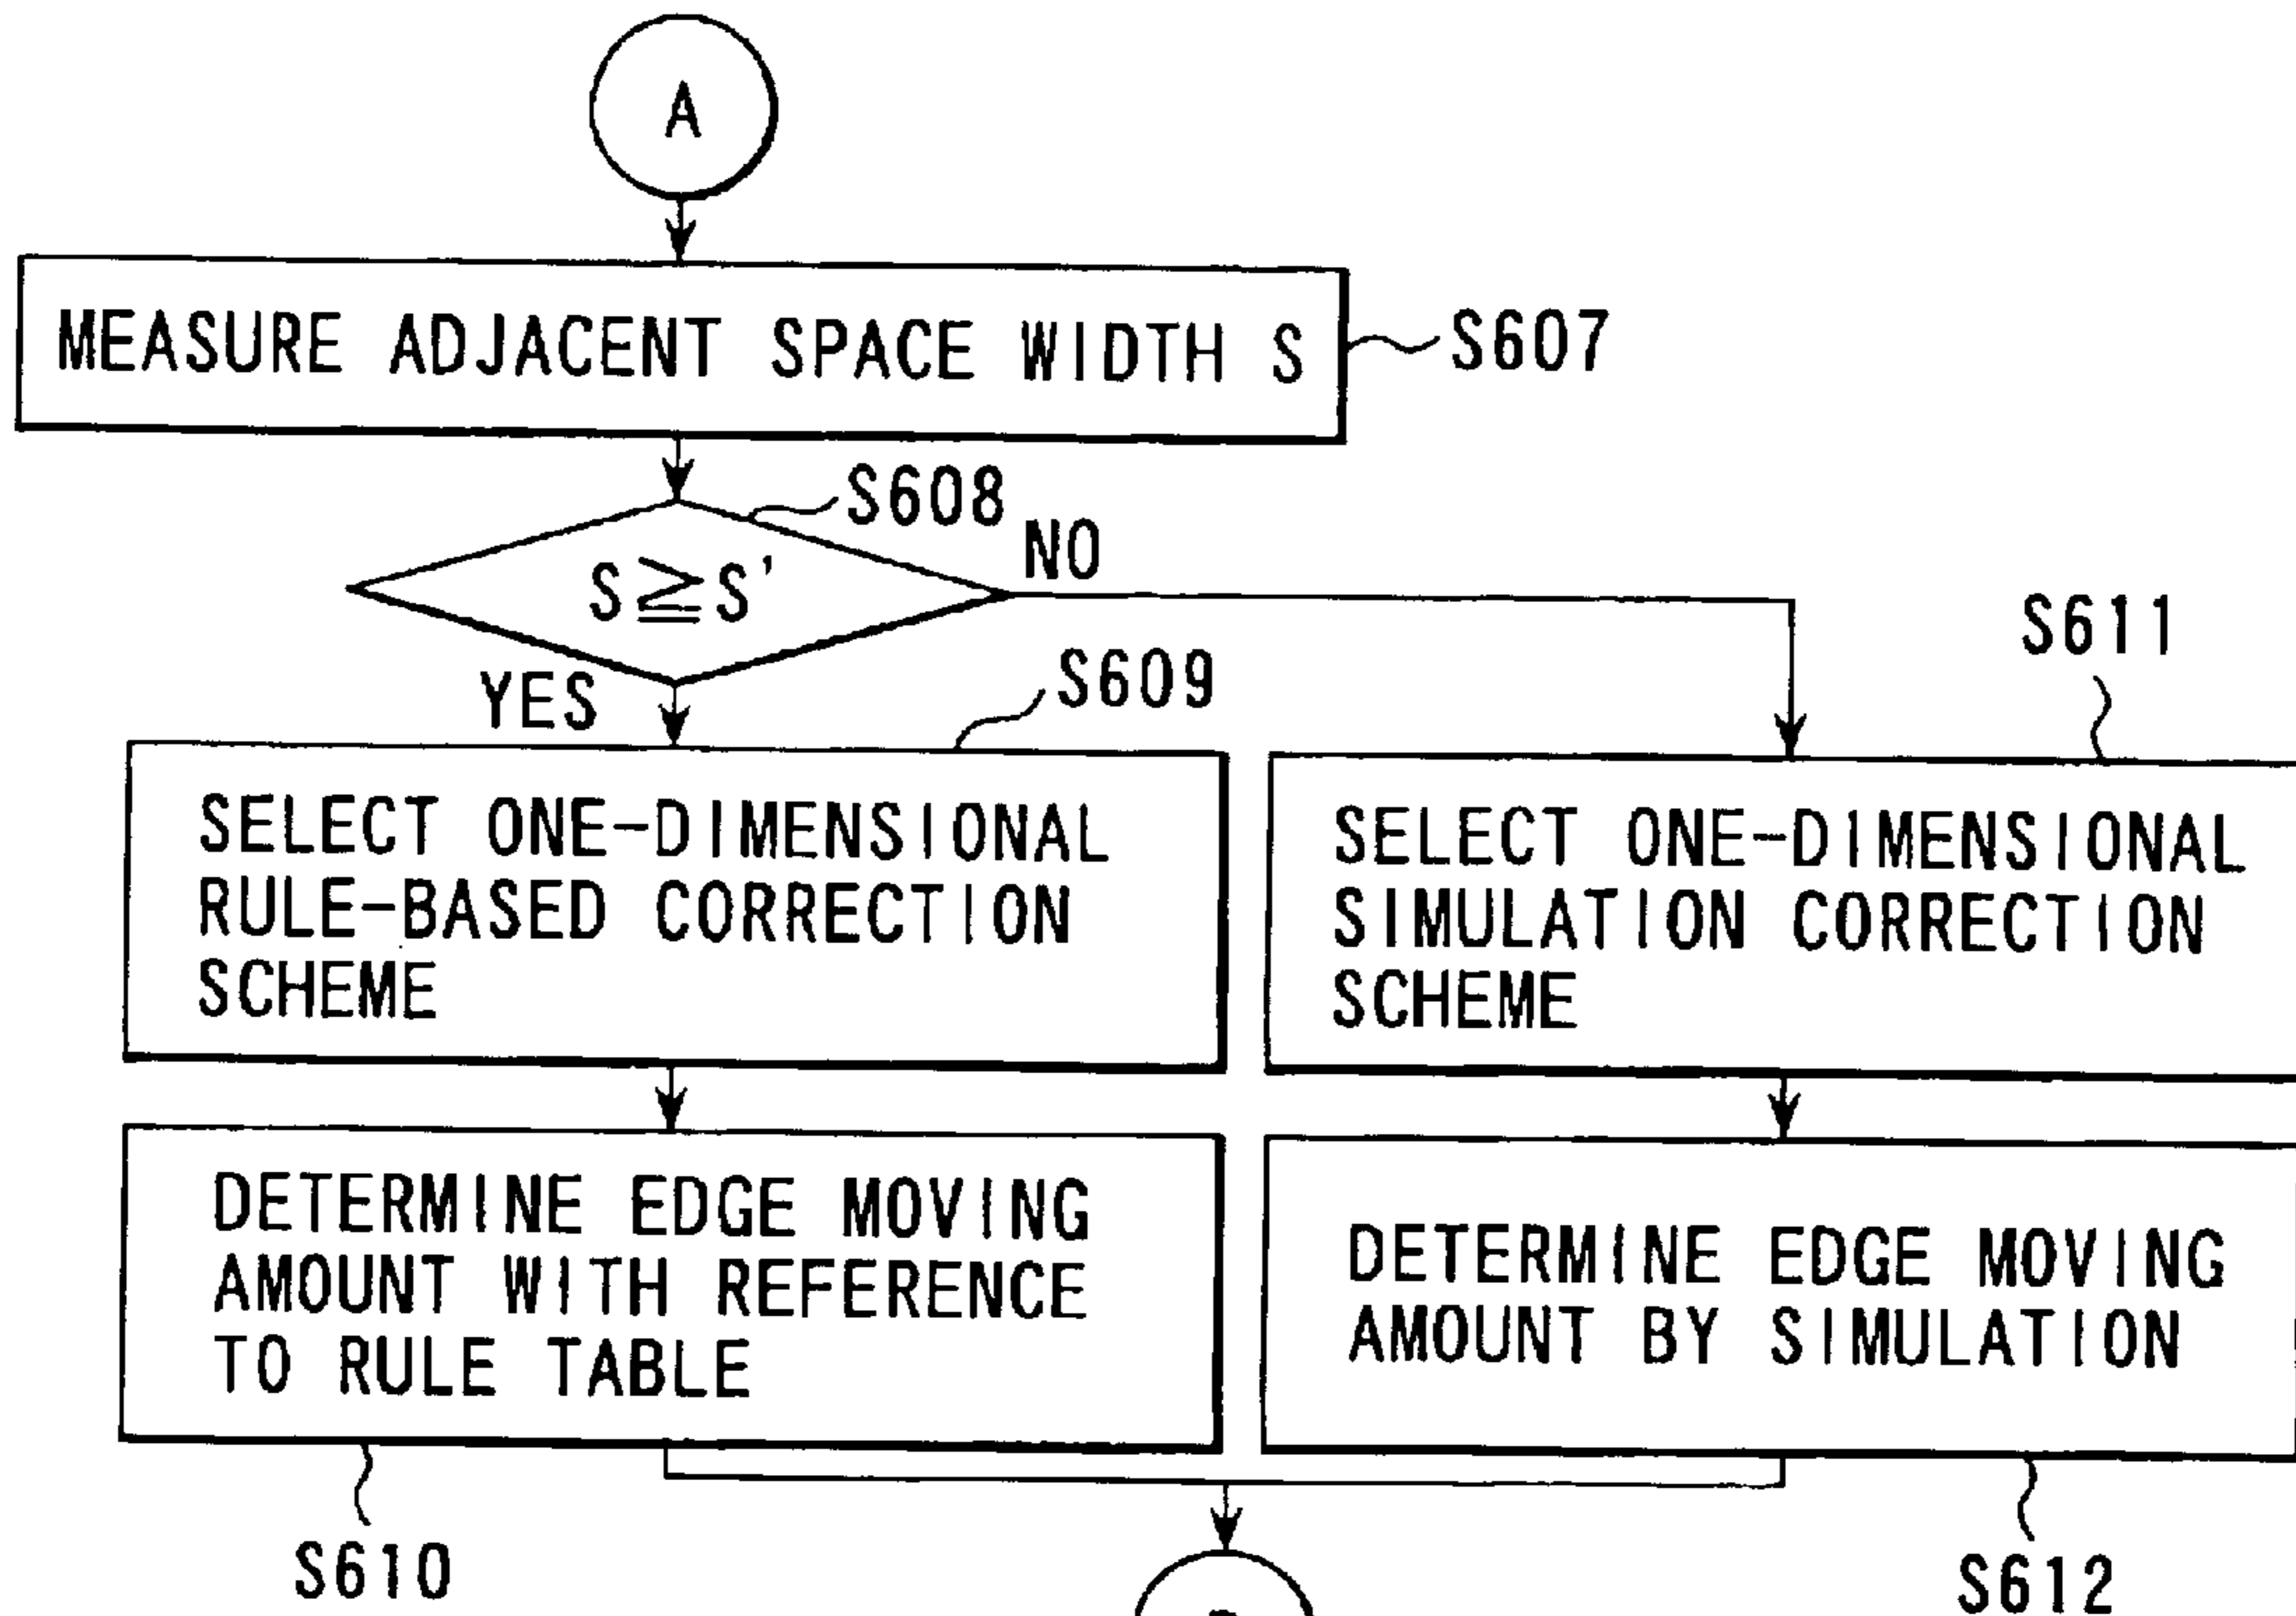 A
MEASURE ADJACENT SPACE WIDTH S
S607
S608
S≧S'
NO
YES
S609
S611
SELECT ONE-DIMENSIONAL
RULE-BASED CORRECTION
SCHEME
SELECT ONE-DIMENSIONAL
SIMULATION CORRECTION
SCHEME
DETERMINE EDGE MOVING
AMOUNT WITH REFERENCE
TO RULE TABLE
DETERMINE EDGE MOVING
AMOUNT BY SIMULATION
S610
S612